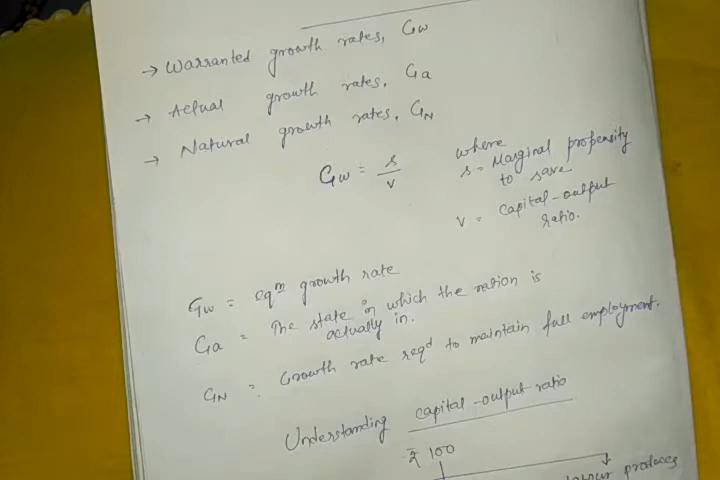 → Warranted growth rates, Gw
→ Actual growth rates, Ga
→ Natural growth rates, GN
Gw = s/v
where
s = Marginal propensity
to save
v = capital-output
ratio.
Gw = eqm growth rate
Ga = The state in which the nation is
actually in.
GN = Growth rate reqd to maintain full employment.
Understanding capital-output ratio
₹ 100
labour produces